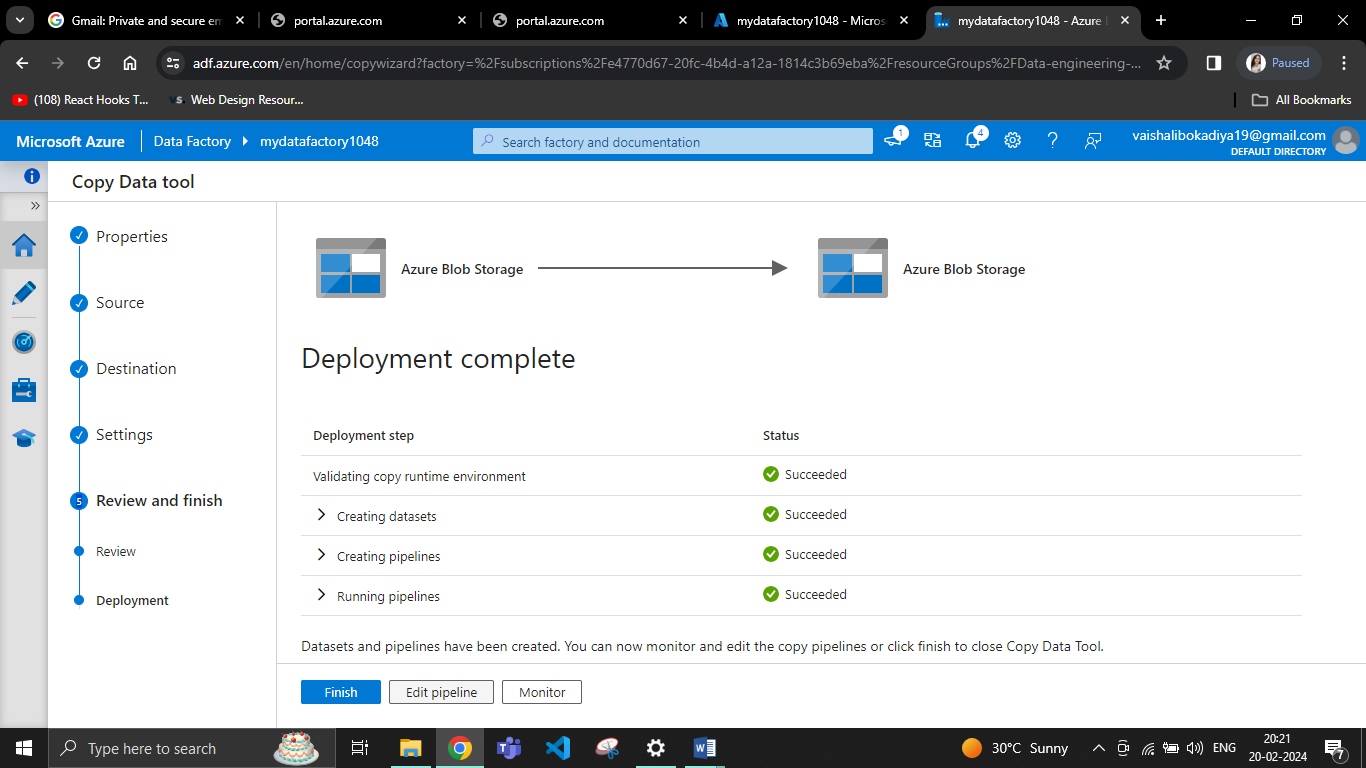 Gmail: Private and secure em
portal.azure.com
portal.azure.com
mydatafactory1048 - Micros
mydatafactory1048 - Azure
adf.azure.com/en/home/copywizard?factory=%2Fsubscriptions%2Fe4770d67-20fc-4b4d-a12a-1814c3b69eba%2FresourceGroups%2FData-engineering-...
Paused
(108) React Hooks T...
VS
Web Design Resour...
All Bookmarks
Microsoft Azure
Data Factory
mydatafactory1048
Search factory and documentation
1
4
vaishalibokadiya19@gmail.com
DEFAULT DIRECTORY
Copy Data tool
Properties
Source
Destination
Settings
5
Review and finish
Review
Deployment
Azure Blob Storage
Azure Blob Storage
Deployment complete
Deployment step
Status
Validating copy runtime environment
Succeeded
Creating datasets
Succeeded
Creating pipelines
Succeeded
Running pipelines
Succeeded
Datasets and pipelines have been created. You can now monitor and edit the copy pipelines or click finish to close Copy Data Tool.
Finish
Edit pipeline
Monitor
Type here to search
30°C Sunny
ENG
20:21
20-02-2024
7